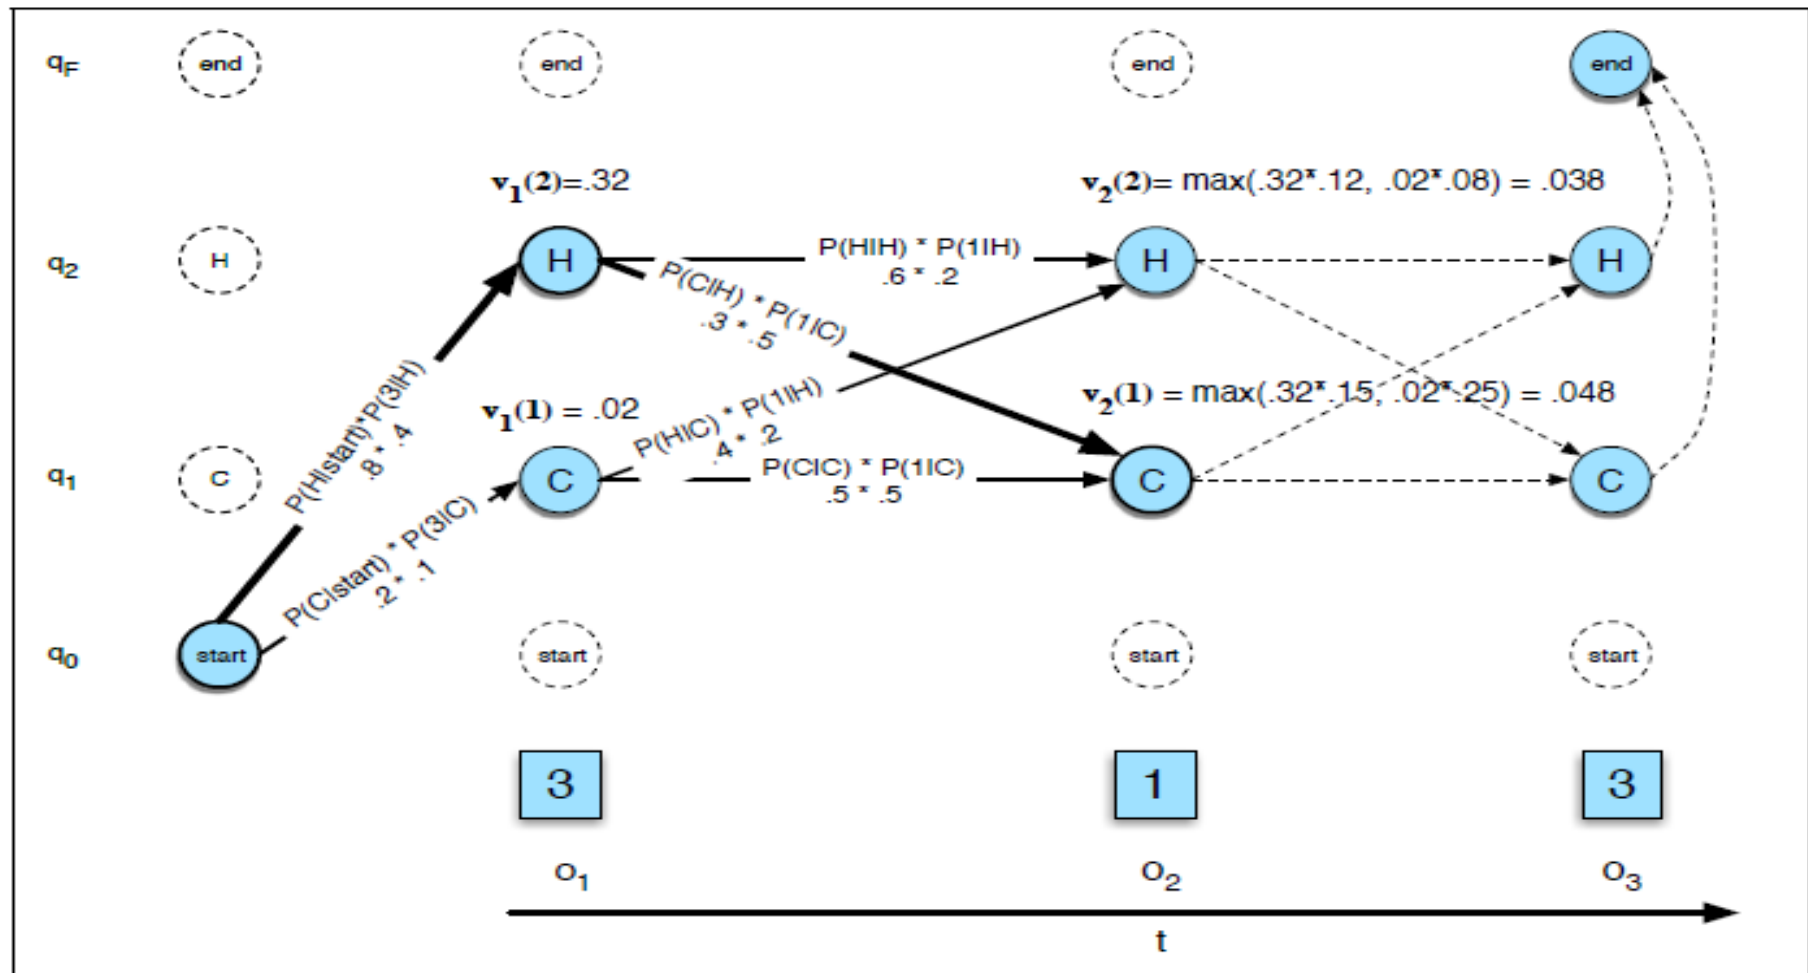 qF end end end end
v1(2)=.32 v2(2)= max(.32*.12, .02*.08) = .038
q2 H H H H
P(H|H) * P(1|H)
.6 * .2
P(C|H) * P(1|C)
.3 * .5
v1(1) = .02 v2(1) = max(.32*.15, .02*.25) = .048
P(H|start)*P(3|H)
.8 * .4
P(H|C) * P(1|H)
.4 * .2
q1 C C C C
P(C|C) * P(1|C)
.5 * .5
P(C|start) * P(3|C)
.2 * .1
q0 start start start start
3 1 3
o1 o2 o3
t